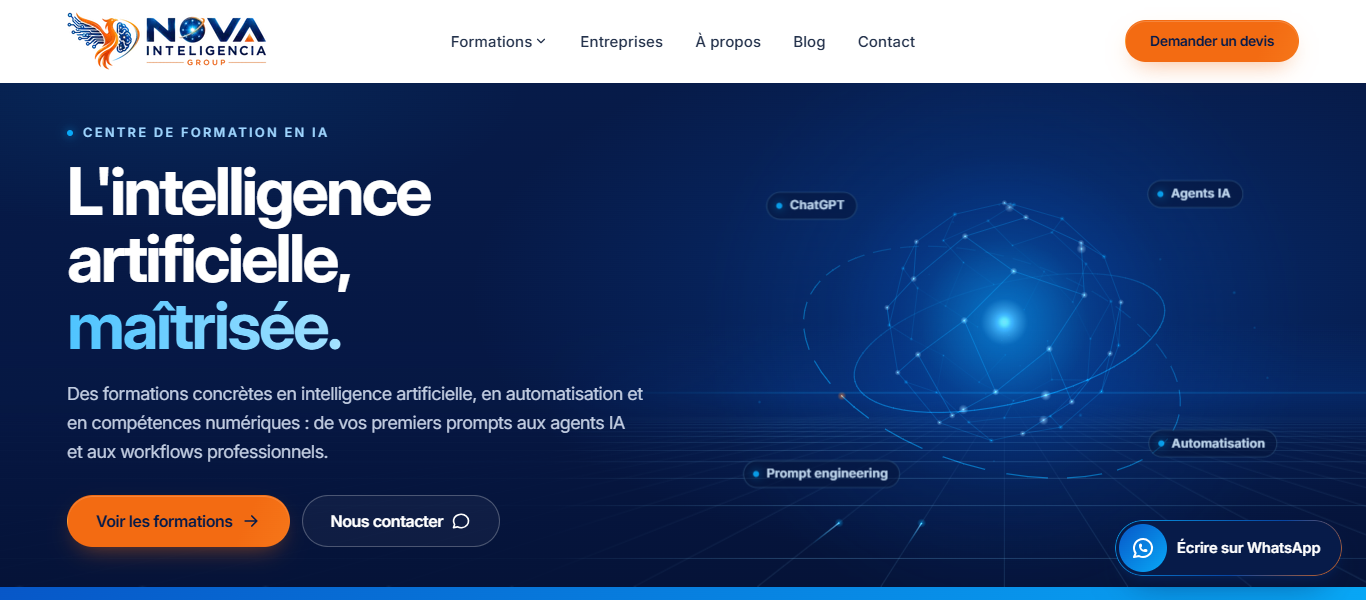 NOVA
INTELIGENCIA
GROUP
Formations
Entreprises
À propos
Blog
Contact
Demander un devis
CENTRE DE FORMATION EN IA
L'intelligence
artificielle,
maîtrisée.
Des formations concrètes en intelligence artificielle, en automatisation et
en compétences numériques : de vos premiers prompts aux agents IA
et aux workflows professionnels.
Voir les formations
Nous contacter
ChatGPT
Agents IA
Automatisation
Prompt engineering
Écrire sur WhatsApp